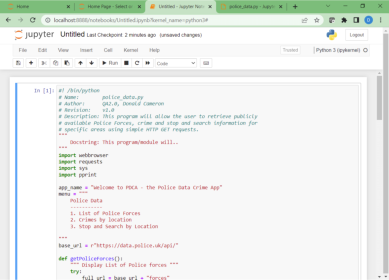 Home
Home Page - Select or
Untitled - Jupyter Not
police_data.py - Jupyt
localhost:8888/notebooks/Untitled.ipynb?kernel_name=python3#
jupyter Untitled Last Checkpoint: 2 minutes ago (unsaved changes)
File Edit View Insert Cell Kernel Widgets Help
Trusted
Python 3 (ipykernel)
Run
Code
In [1]:
#! /bin/python
# Name: police_data.py
# Author: QA2.0, Donald Cameron
# Revision: v1.0
# Description: This program will allow the user to retrieve publicly
# available Police Forces, crime and stop and search information for
# specific areas using simple HTTP GET requests.
"""
Docstring: This program/module will..
"""
import webbrowser
import requests
import sys
import pprint
app_name = "Welcome to PDCA - the Police Data Crime App"
menu = """
Police Data
-----------
1. List of Police Forces
2. Crimes by location
3. Stop and Search by Location
"""
base_url = r"https://data.police.uk/api/"
def getPoliceForces():
""" Display List of Police forces """
try:
full_url = base_url + "forces"